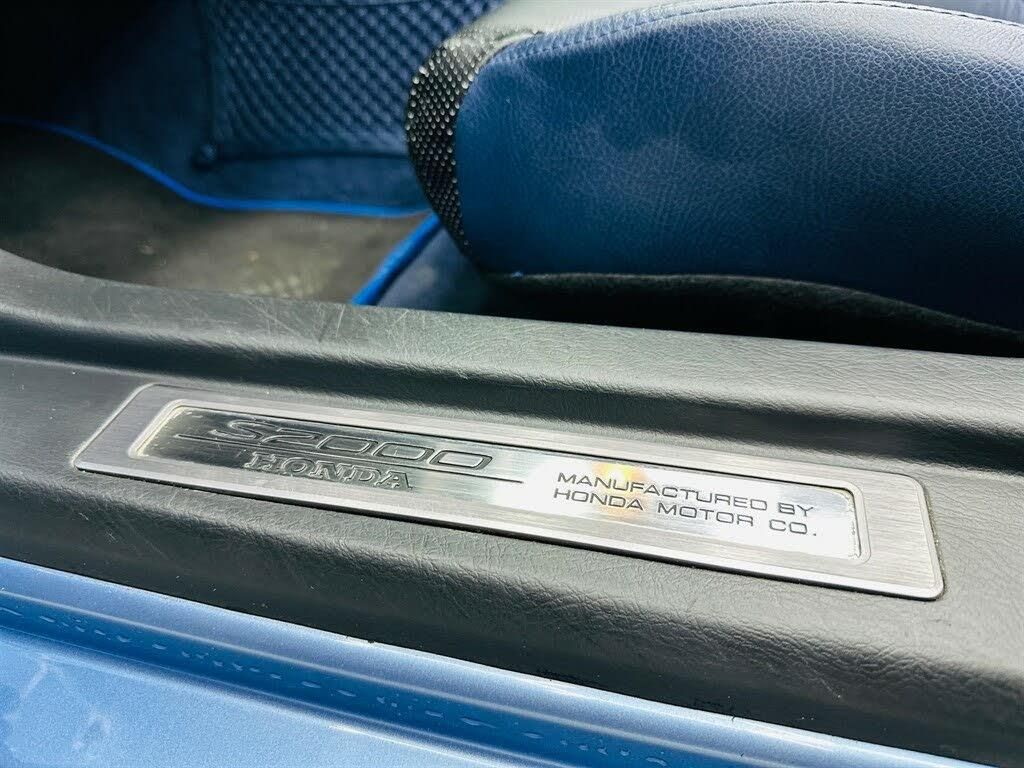 S2000
HONDA
MANUFACTURED BY
HONDA MOTOR CO.